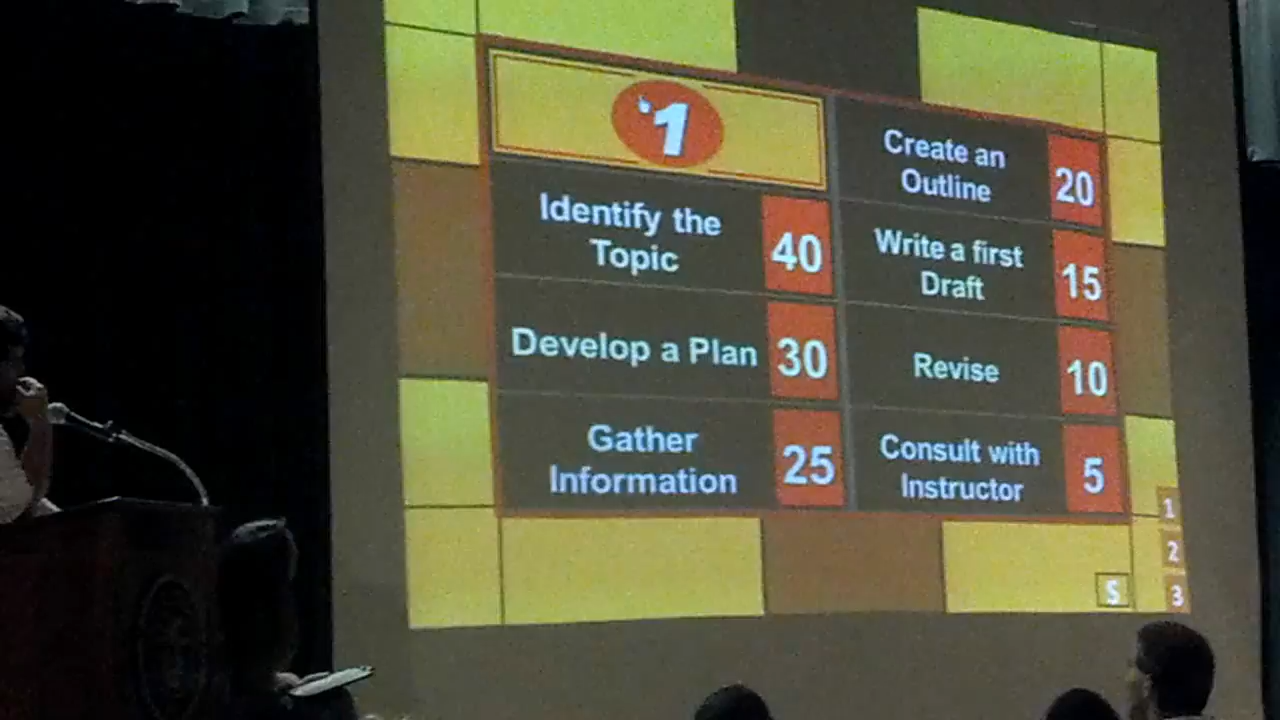 1
Identify the
Topic
40
Develop a Plan
30
Gather
Information
25
Create an
Outline
20
Write a first
Draft
15
Revise
10
Consult with
Instructor
5
1
2
3
S